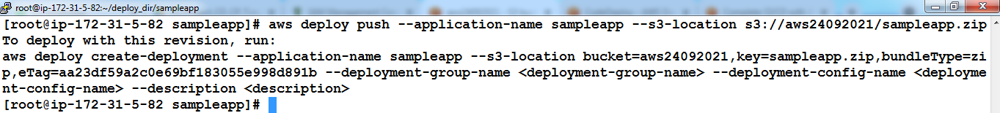 root@ip-172-31-5-82:~/deploy_dir/sampleapp
[root@ip-172-31-5-82 sampleapp]# aws deploy push --application-name sampleapp --s3-location s3://aws24092021/sampleapp.zip
To deploy with this revision, run:
aws deploy create-deployment --application-name sampleapp --s3-location bucket=aws24092021,key=sampleapp.zip,bundleType=zi
p,eTag=aa23df59a2c0e69bf183055e998d891b --deployment-group-name <deployment-group-name> --deployment-config-name <deployme
nt-config-name> --description <description>
[root@ip-172-31-5-82 sampleapp]#